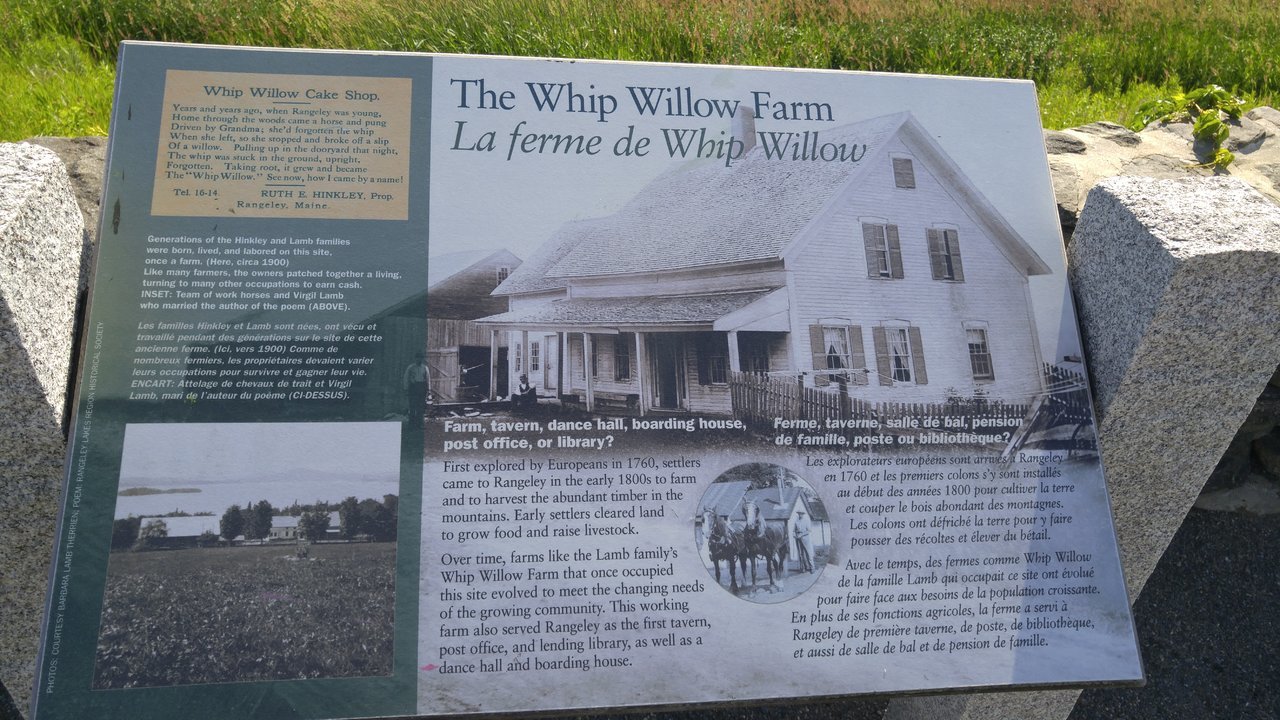 Whip Willow Cake Shop.
Years and years ago, when Rangeley was young,
Home through the woods came a horse and pung
Driven by Grandma; she'd forgotten the whip
When she left, so she stopped and broke off a slip
Of a willow. Pulling up in the dooryard that night,
The whip was stuck in the ground, upright.
Forgotten. Taking root, it grew and became
The "Whip Willow." See now, how I came by a name!
Tel. 16-14. RUTH E. HINKLEY, Prop.
Rangeley, Maine.
Generations of the Hinkley and Lamb families
were born, lived, and labored on this site,
once a farm. (Here, circa 1900)
Like many farmers, the owners patched together a living,
turning to many other occupations to earn cash.
INSET: Team of work horses and Virgil Lamb
who married the author of the poem (ABOVE).
Les familles Hinkley et Lamb sont nées, ont vécu et
travaillé pendant des générations sur le site de cette
ancienne ferme. (Ici, vers 1900) Comme de
nombreux fermiers, les propriétaires devaient varier
leurs occupations pour survivre et gagner leur vie.
ENCART: Attelage de chevaux de trait et Virgil
Lamb, mari de l'auteur du poème (CI-DESSUS).
PHOTOS: COURTESY BARBARA LAMB THERRIEN; POEM: RANGELEY LAKES REGION HISTORICAL SOCIETY
The Whip Willow Farm
La ferme de Whip Willow
Farm, tavern, dance hall, boarding house,
post office, or library?
First explored by Europeans in 1760, settlers
came to Rangeley in the early 1800s to farm
and to harvest the abundant timber in the
mountains. Early settlers cleared land
to grow food and raise livestock.
Over time, farms like the Lamb family's
Whip Willow Farm that once occupied
this site evolved to meet the changing needs
of the growing community. This working
farm also served Rangeley as the first tavern,
post office, and lending library, as well as a
dance hall and boarding house.
Ferme, taverne, salle de bal, pension
de famille, poste ou bibliothèque?
Les explorateurs européens sont arrivés à Rangeley
en 1760 et les premiers colons s'y sont installés
au début des années 1800 pour cultiver la terre
et couper le bois abondant des montagnes.
Les colons ont défriché la terre pour y faire
pousser des récoltes et élever du bétail.
Avec le temps, des fermes comme Whip Willow
de la famille Lamb qui occupait ce site ont évolué
pour faire face aux besoins de la population croissante.
En plus de ses fonctions agricoles, la ferme a servi à
Rangeley de première taverne, de poste, de bibliothèque,
et aussi de salle de bal et de pension de famille.